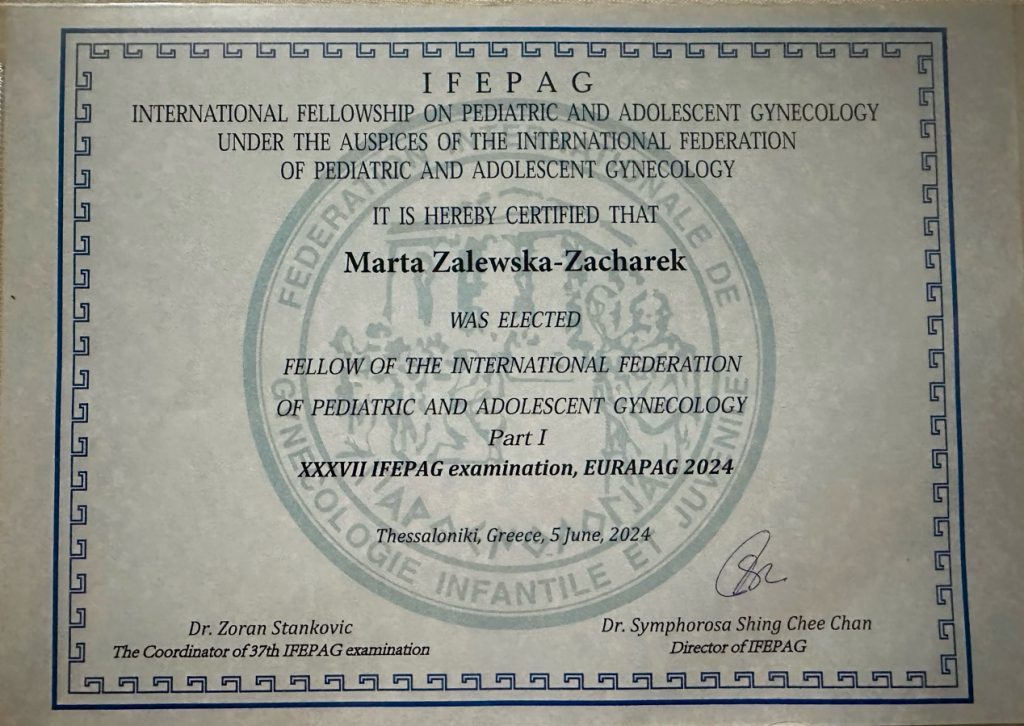 I F E P A G
INTERNATIONAL FELLOWSHIP ON PEDIATRIC AND ADOLESCENT GYNECOLOGY
UNDER THE AUSPICES OF THE INTERNATIONAL FEDERATION
OF PEDIATRIC AND ADOLESCENT GYNECOLOGY
IT IS HEREBY CERTIFIED THAT
Marta Zalewska-Zacharek
WAS ELECTED
FELLOW OF THE INTERNATIONAL FEDERATION
OF PEDIATRIC AND ADOLESCENT GYNECOLOGY
Part I
XXXVII IFEPAG examination, EURAPAG 2024
Thessaloniki, Greece, 5 June, 2024
Dr. Zoran Stankovic
The Coordinator of 37th IFEPAG examination
Dr. Symphorosa Shing Chee Chan
Director of IFEPAG
DE
INFANTILE ET